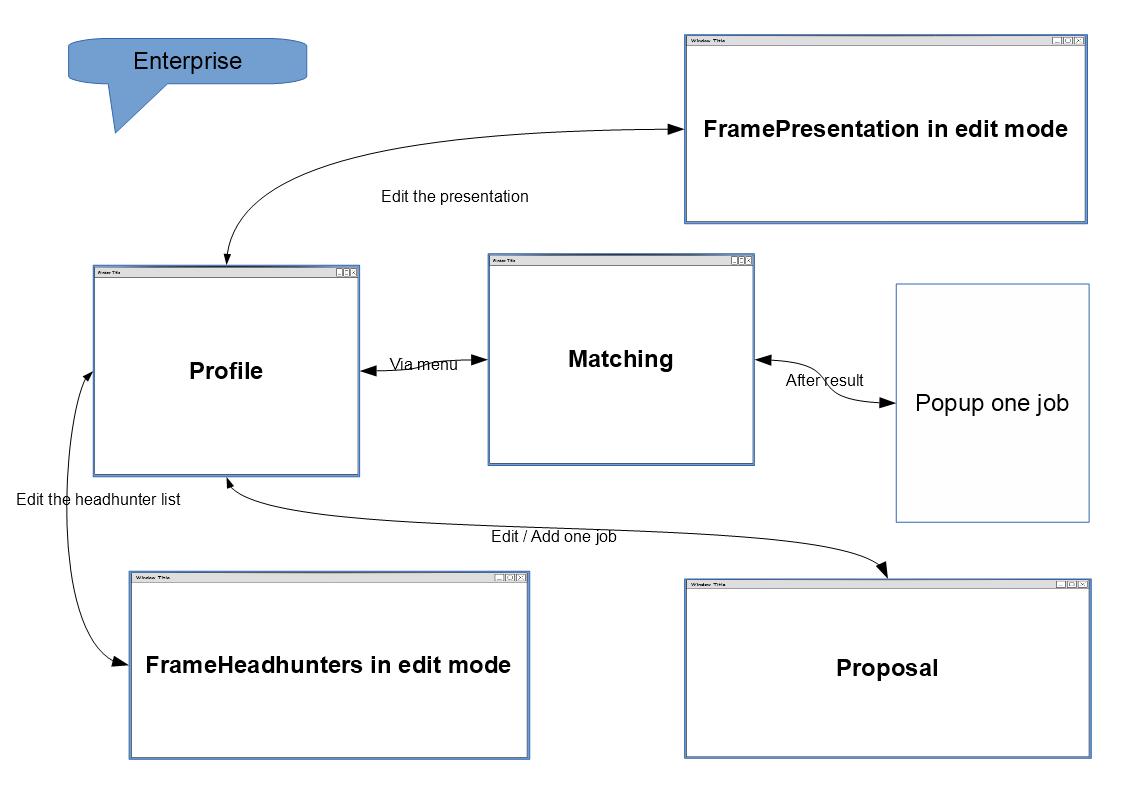 Enterprise
Window Title
FramePresentation in edit mode
Edit the presentation
Window Title
Profile
Via menu
Window Title
Matching
After result
Popup one job
Edit the headhunter list
Edit / Add one job
Window Title
FrameHeadhunters in edit mode
Window Title
Proposal